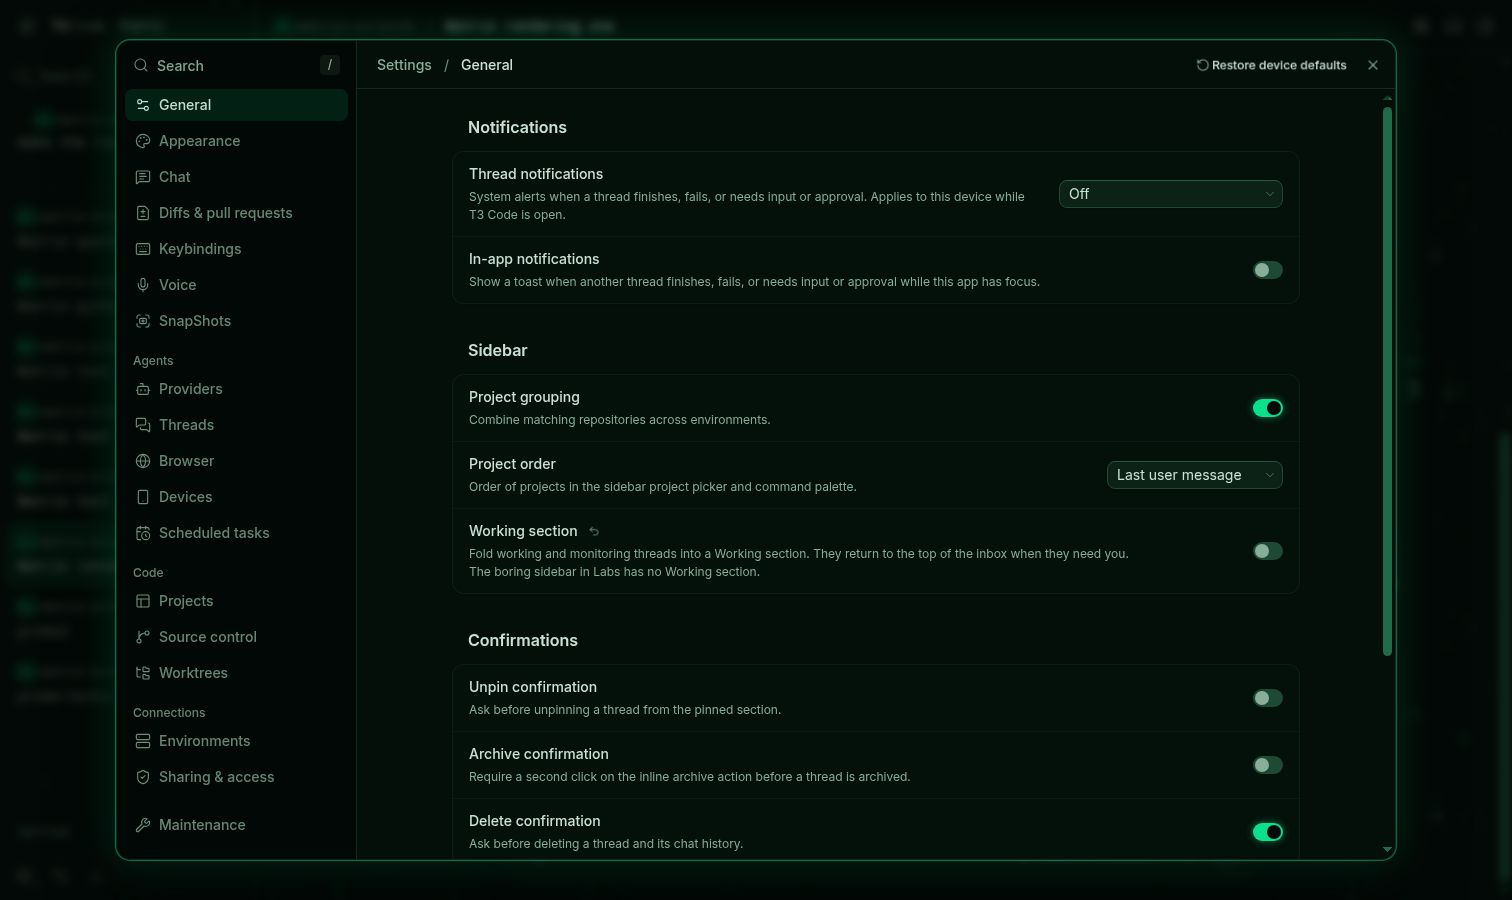 Search /
Settings / General
Restore device defaults
General
Appearance
Chat
Diffs & pull requests
Keybindings
Voice
SnapShots
Agents
Providers
Threads
Browser
Devices
Scheduled tasks
Code
Projects
Source control
Worktrees
Connections
Environments
Sharing & access
Maintenance
Notifications
Thread notifications
System alerts when a thread finishes, fails, or needs input or approval. Applies to this device while
T3 Code is open.
Off
In-app notifications
Show a toast when another thread finishes, fails, or needs input or approval while this app has focus.
Sidebar
Project grouping
Combine matching repositories across environments.
Project order
Order of projects in the sidebar project picker and command palette.
Last user message
Working section
Fold working and monitoring threads into a Working section. They return to the top of the inbox when they need you.
The boring sidebar in Labs has no Working section.
Confirmations
Unpin confirmation
Ask before unpinning a thread from the pinned section.
Archive confirmation
Require a second click on the inline archive action before a thread is archived.
Delete confirmation
Ask before deleting a thread and its chat history.